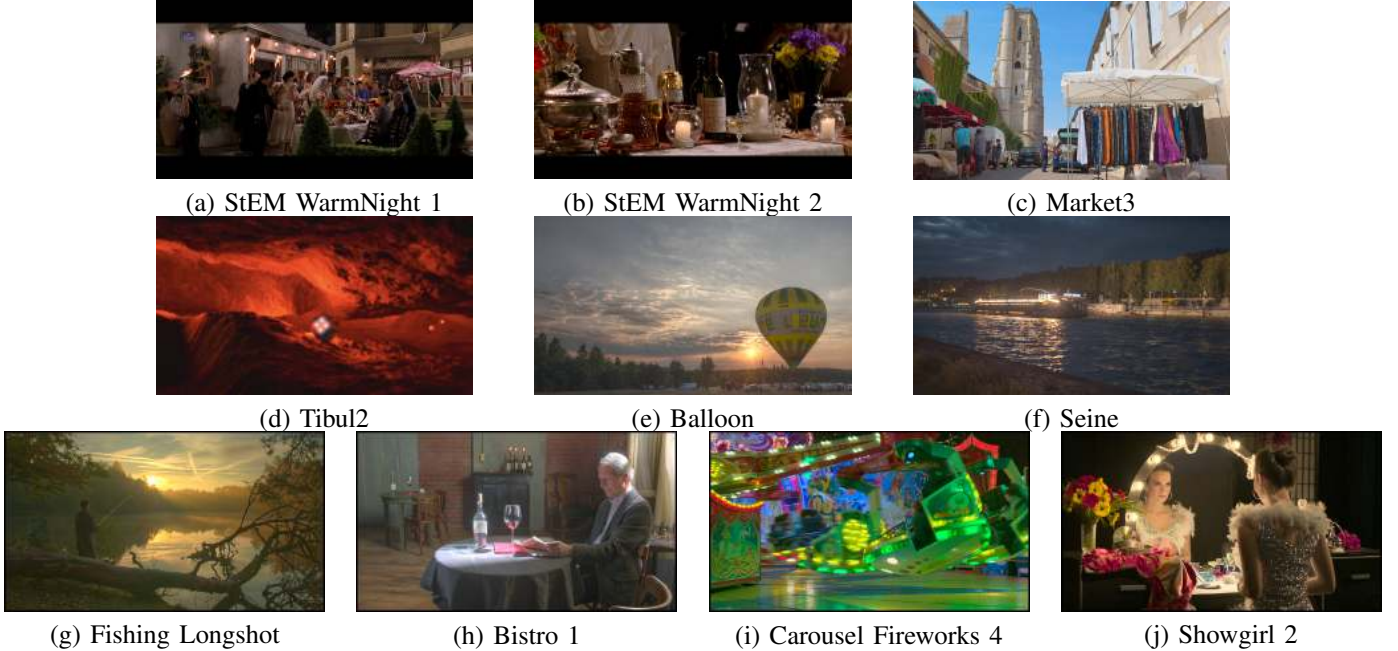 (a) StEM WarmNight 1
(b) StEM WarmNight 2
(c) Market3
(d) Tibul2
(e) Balloon
(f) Seine
(g) Fishing Longshot
(h) Bistro 1
(i) Carousel Fireworks 4
(j) Showgirl 2